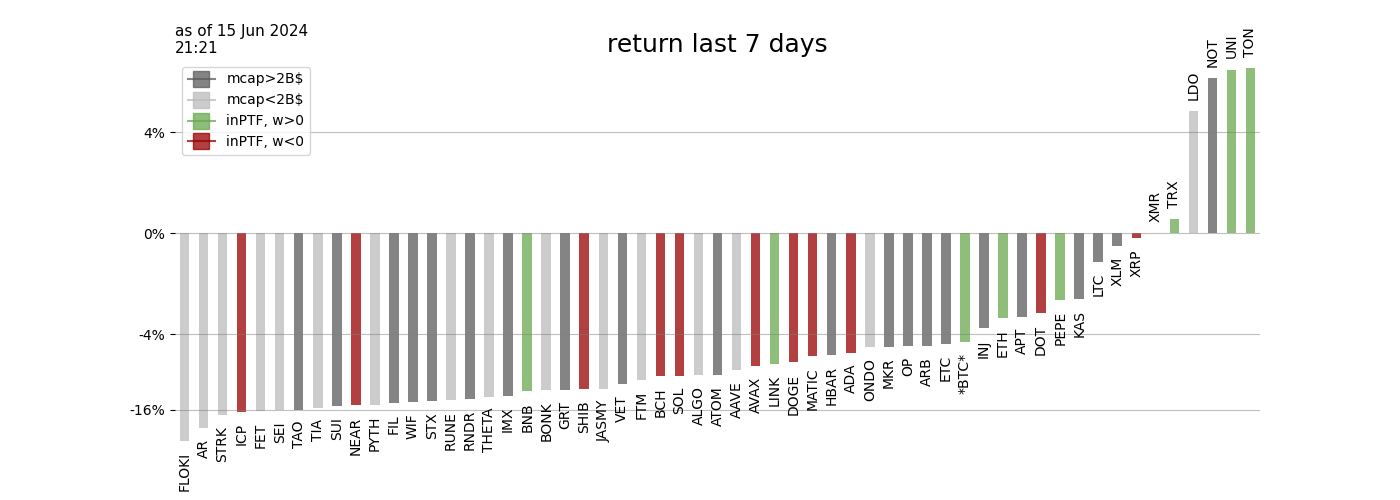 as of 15 Jun 2024
21:21
return last 7 days
mcap>2B$
mcap<2B$
inPTF, w>0
inPTF, w<0
4%
0%
-4%
-16%
FLOKI
AR
STRK
ICP
FET
SEI
TAO
TIA
SUI
NEAR
PYTH
FIL
WIF
STX
RUNE
RNDR
THETA
IMX
BNB
BONK
GRT
SHIB
JASMY
VET
FTM
BCH
SOL
ALGO
ATOM
AAVE
AVAX
LINK
DOGE
MATIC
HBAR
ADA
ONDO
MKR
OP
ARB
ETC
*BTC*
INJ
ETH
APT
DOT
PEPE
KAS
LTC
XLM
XRP
XMR
TRX
LDO
NOT
UNI
TON